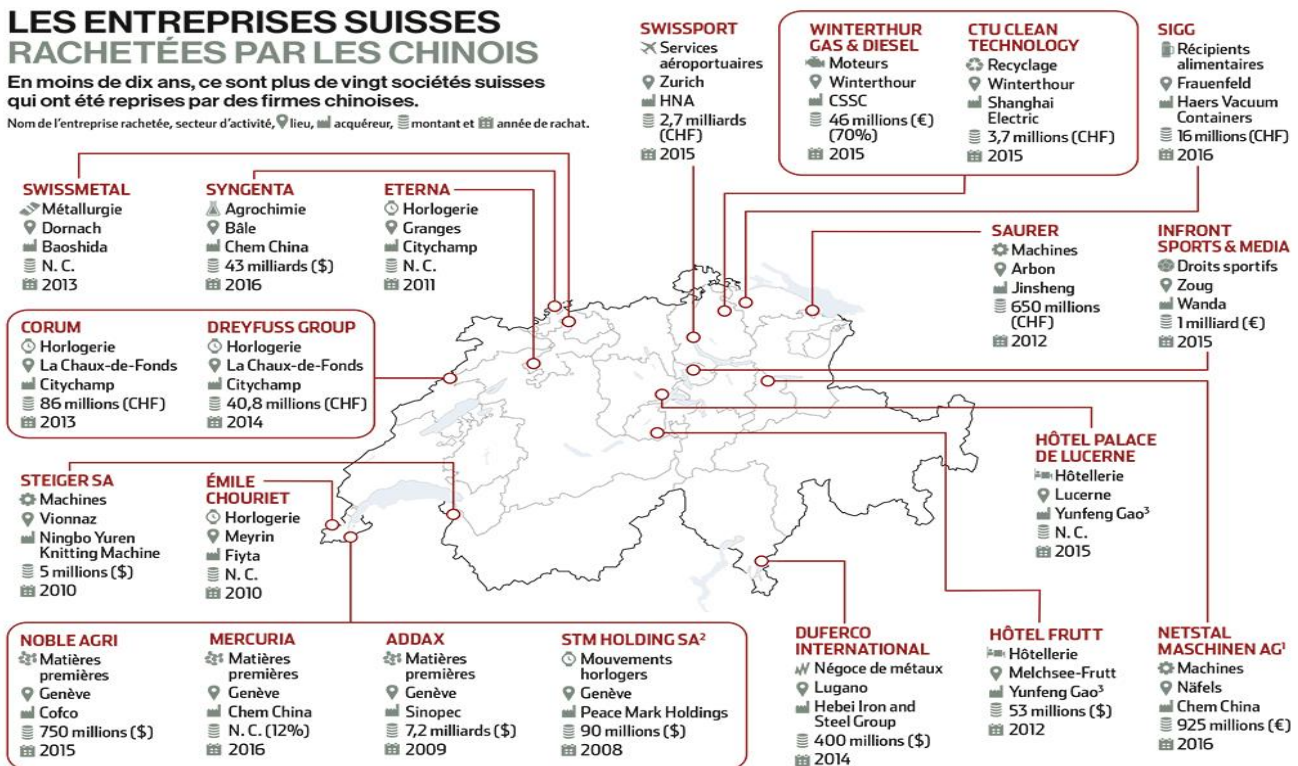 LES ENTREPRISES SUISSES
RACHETÉES PAR LES CHINOIS
En moins de dix ans, ce sont plus de vingt sociétés suisses
qui ont été reprises par des firmes chinoises.
Nom de l'entreprise rachetée, secteur d'activité, lieu, acquéreur, montant et année de rachat.
SWISSPORT
Services
aéroportuaires
Zurich
HNA
2,7 milliards
(CHF)
2015
WINTERTHUR
GAS & DIESEL
Moteurs
Winterthour
CSSC
46 millions (€)
(70%)
2015
CTU CLEAN
TECHNOLOGY
Recyclage
Winterthour
Shanghai
Electric
3,7 millions (CHF)
2015
SIGG
Récipients
alimentaires
Frauenfeld
Haers Vacuum
Containers
16 millions (CHF)
2016
SWISSMETAL
Métallurgie
Dornach
Baoshida
N. C.
2013
SYNGENTA
Agrochimie
Bâle
Chem China
43 milliards ($)
2016
ETERNA
Horlogerie
Granges
Citychamp
N. C.
2011
SAURER
Machines
Arbon
Jinsheng
650 millions
(CHF)
2012
INFRONT
SPORTS & MEDIA
Droits sportifs
Zoug
Wanda
1 milliard (€)
2015
CORUM
Horlogerie
La Chaux-de-Fonds
Citychamp
86 millions (CHF)
2013
DREYFUSS GROUP
Horlogerie
La Chaux-de-Fonds
Citychamp
40,8 millions (CHF)
2014
STEIGER SA
Machines
Vionnaz
Ningbo Yuren
Knitting Machine
5 millions ($)
2010
ÉMILE
CHOURIET
Horlogerie
Meyrin
Fiyta
N. C.
2010
HÔTEL PALACE
DE LUCERNE
Hôtellerie
Lucerne
Yunfeng Gao³
N. C.
2015
NOBLE AGRI
Matières
premières
Genève
Cofco
750 millions ($)
2015
MERCURIA
Matières
premières
Genève
Chem China
N. C. (12%)
2016
ADDAX
Matières
premières
Genève
Sinopec
7,2 milliards ($)
2009
STM HOLDING SA²
Mouvements
horlogers
Genève
Peace Mark Holdings
90 millions ($)
2008
DUFERCO
INTERNATIONAL
Négoce de métaux
Lugano
Hebei Iron and
Steel Group
400 millions ($)
2014
HÔTEL FRUTT
Hôtellerie
Melchsee-Frutt
Yunfeng Gao³
53 millions ($)
2012
NETSTAL
MASCHINEN AG¹
Machines
Näfels
Chem China
925 millions (€)
2016